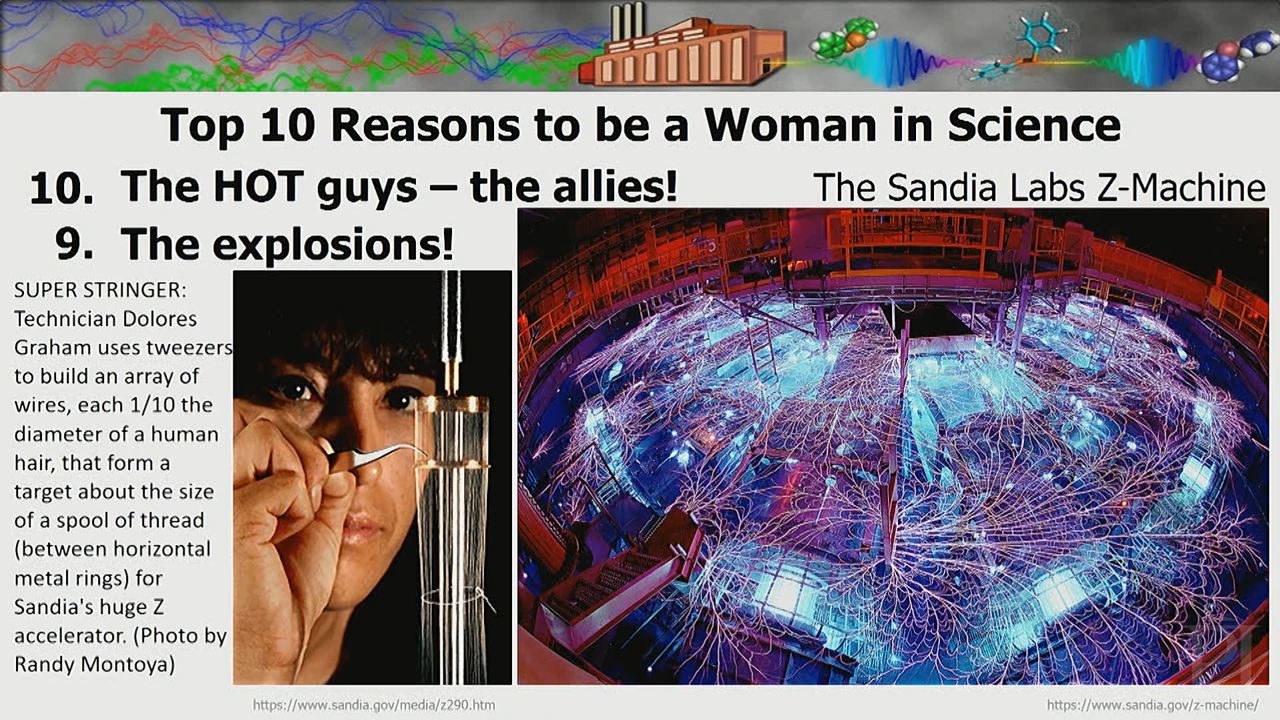 Top 10 Reasons to be a Woman in Science
10. The HOT guys – the allies!
The Sandia Labs Z-Machine
9. The explosions!
SUPER STRINGER:
Technician Dolores
Graham uses tweezers
to build an array of
wires, each 1/10 the
diameter of a human
hair, that form a
target about the size
of a spool of thread
(between horizontal
metal rings) for
Sandia's huge Z
accelerator. (Photo by
Randy Montoya)
https://www.sandia.gov/media/z290.htm
https://www.sandia.gov/z-machine/